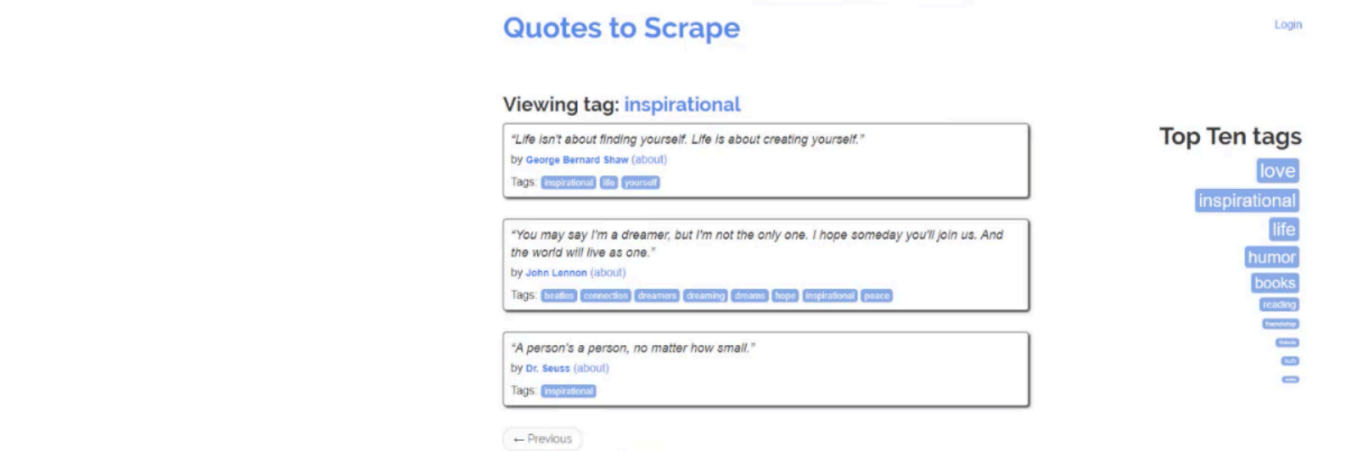 Quotes to Scrape
Login
Viewing tag: inspirational
“Life isn't about finding yourself. Life is about creating yourself.”
by George Bernard Shaw (about)
Tags: inspirational life yourself
“You may say I'm a dreamer, but I'm not the only one. I hope someday you'll join us. And
the world will live as one.”
by John Lennon (about)
Tags: beatles connection dreamers dreaming dreams hope inspirational peace
“A person's a person, no matter how small.”
by Dr. Seuss (about)
Tags: inspirational
← Previous
Top Ten tags
love
inspirational
life
humor
books
reading
friendship